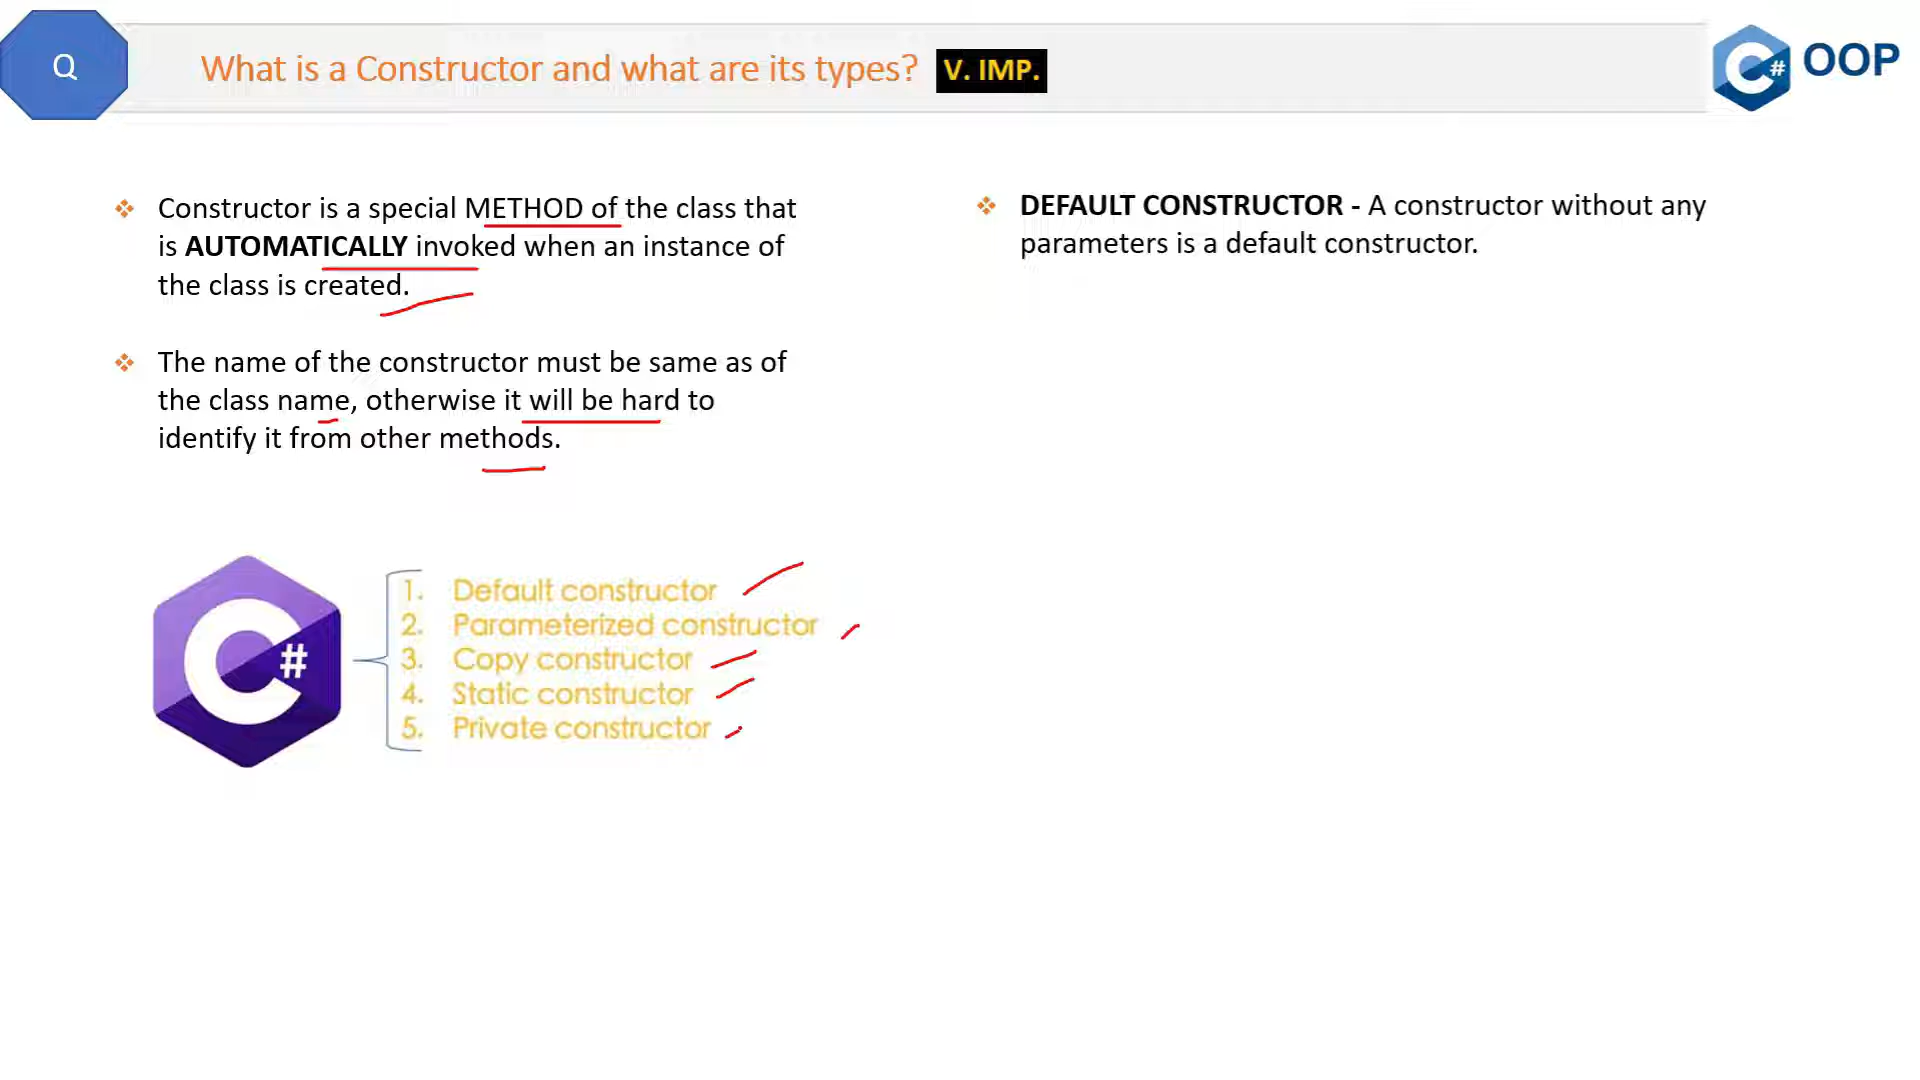 Q
What is a Constructor and what are its types? V. IMP.
C# OOP
Constructor is a special METHOD of the class that
is AUTOMATICALLY invoked when an instance of
the class is created.
The name of the constructor must be same as of
the class name, otherwise it will be hard to
identify it from other methods.
C#
1. Default constructor
2. Parameterized constructor
3. Copy constructor
4. Static constructor
5. Private constructor
DEFAULT CONSTRUCTOR - A constructor without any
parameters is a default constructor.